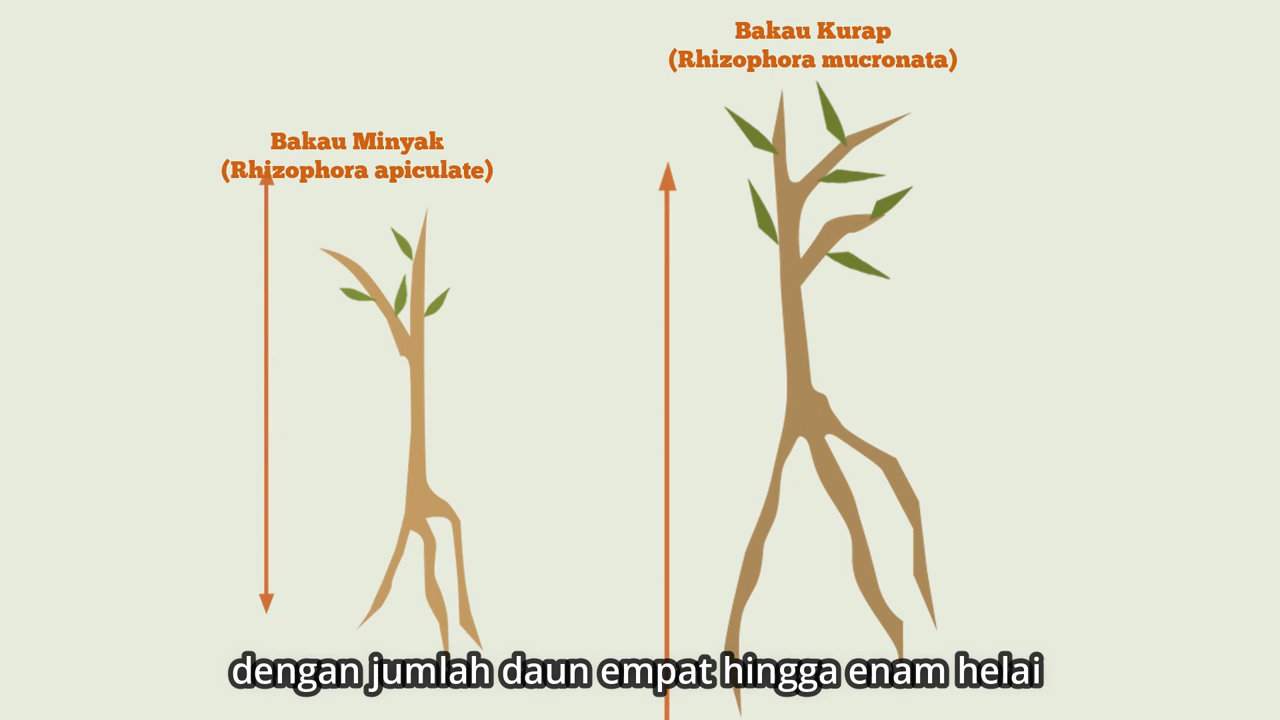 Bakau Kurap
(Rhizophora mucronata)
Bakau Minyak
(Rhizophora apiculate)
dengan jumlah daun empat hingga enam helai